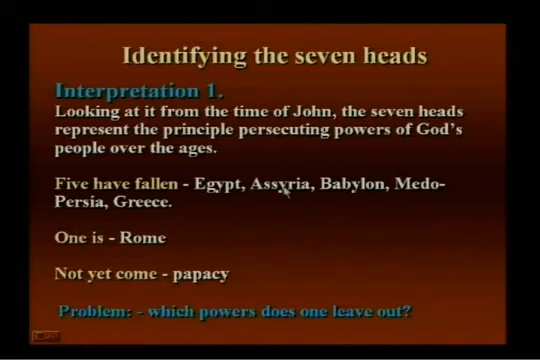 Identifying the seven heads
Interpretation 1.
Looking at it from the time of John, the seven heads
represent the principle persecuting powers of God's
people over the ages.
Five have fallen - Egypt, Assyria, Babylon, Medo-
Persia, Greece.
One is - Rome
Not yet come - papacy
Problem: - which powers does one leave out?